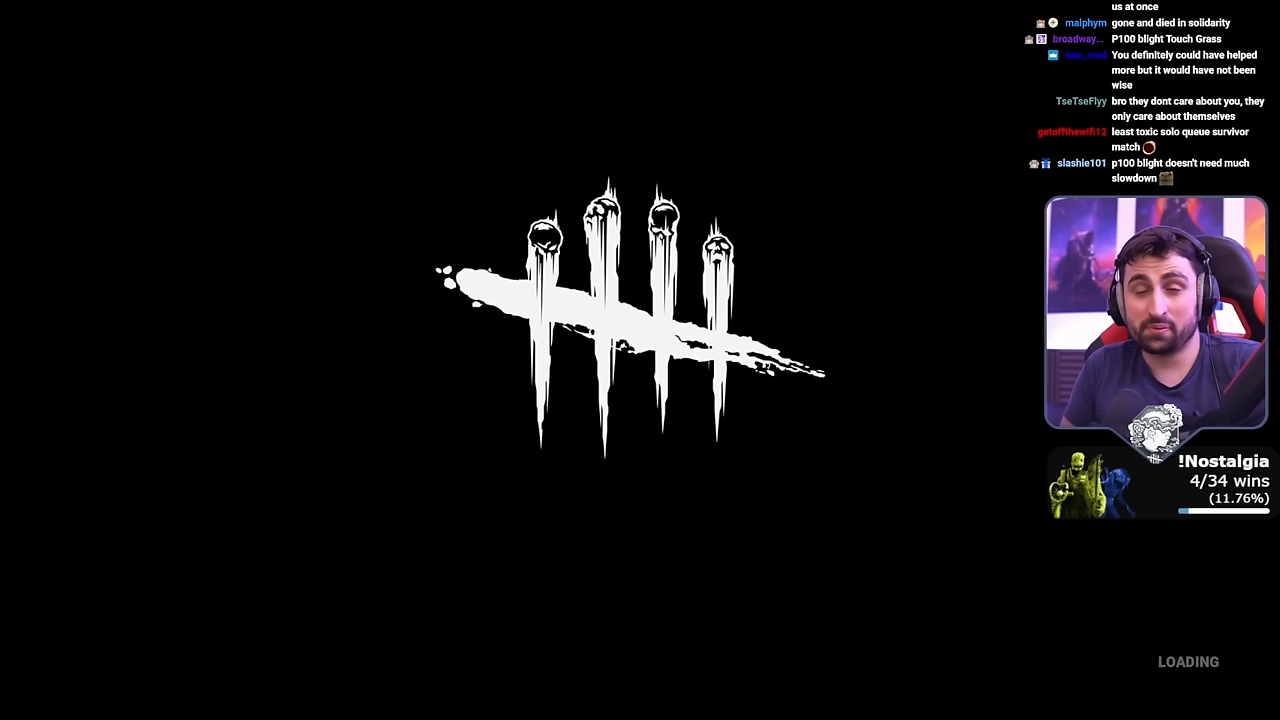 us at once
malphym gone and died in solidarity
broadway... P100 blight Touch Grass
You definitely could have helped
more but it would have not been
wise
TseTseFlyy bro they dont care about you, they
only care about themselves
getoffthewifi12 least toxic solo queue survivor
match
slashie101 p100 blight doesn't need much
slowdown
!Nostalgia
4/34 wins
(11.76%)
LOADING